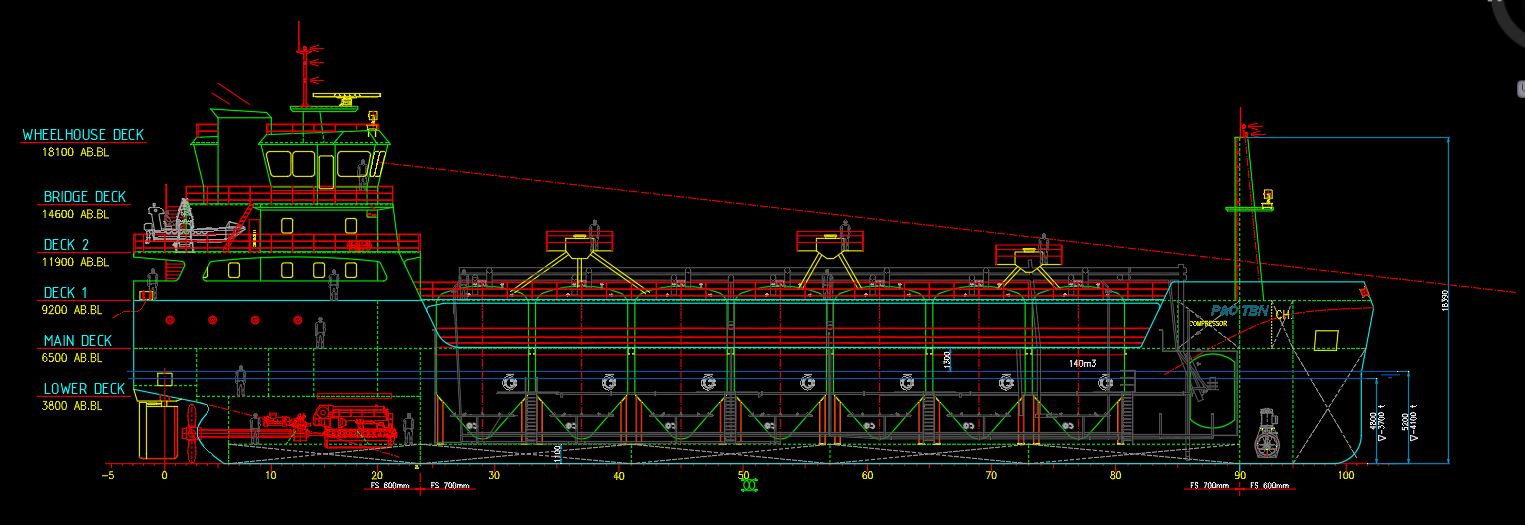 WHEELHOUSE DECK
18100 AB.BL
BRIDGE DECK
14600 AB.BL
DECK 2
11900 AB.BL
DECK 1
9200 AB.BL
MAIN DECK
6500 AB.BL
LOWER DECK
3800 AB.BL
PAO TBN
COMPRESSOR
CH.
140m3
1300
1100
18390
4800
∇-3700 t
5200
∇-4100 t
-5 0 10 20 30 40 50 60 70 80 90 100
FS 600mm FS 700mm
FS 700mm FS 600mm